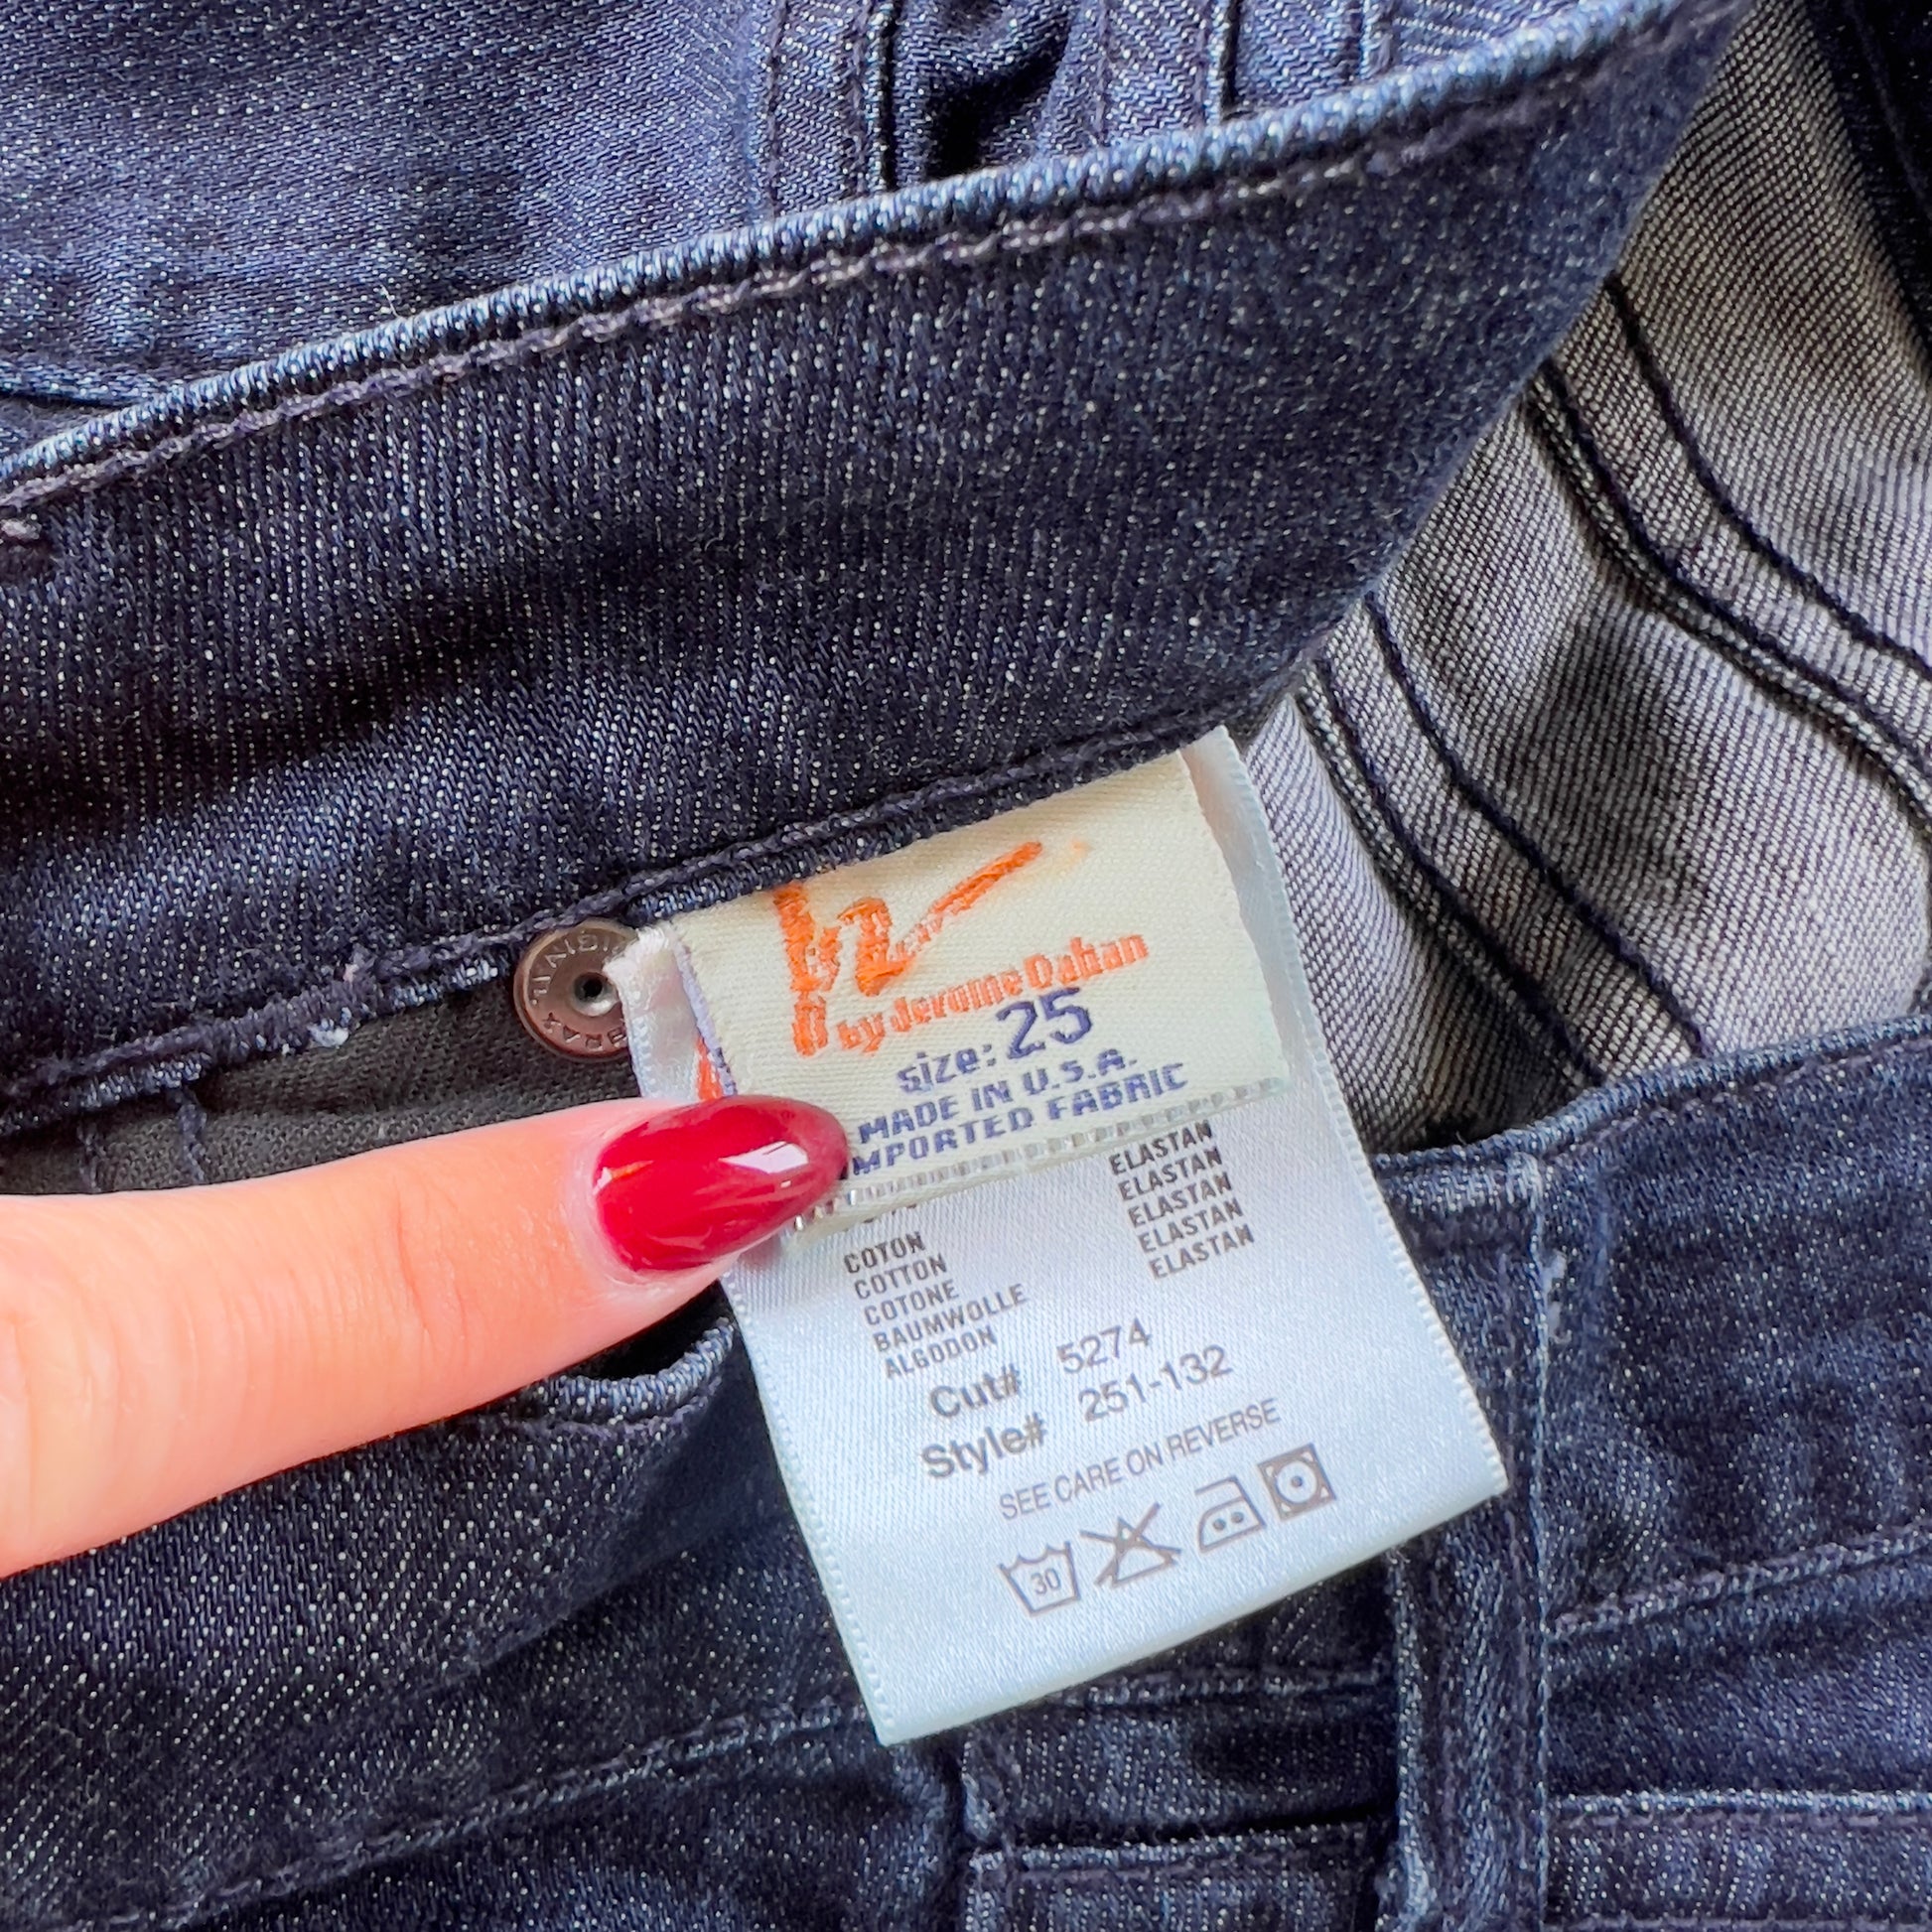 by Jerome Dahan
size: 25
MADE IN U.S.A.
IMPORTED FABRIC
COTON
COTTON
COTONE
BAUMWOLLE
ALGODON
ELASTAN
ELASTAN
ELASTAN
ELASTAN
ELASTAN
Cut# 5274
Style# 251-132
SEE CARE ON REVERSE
30